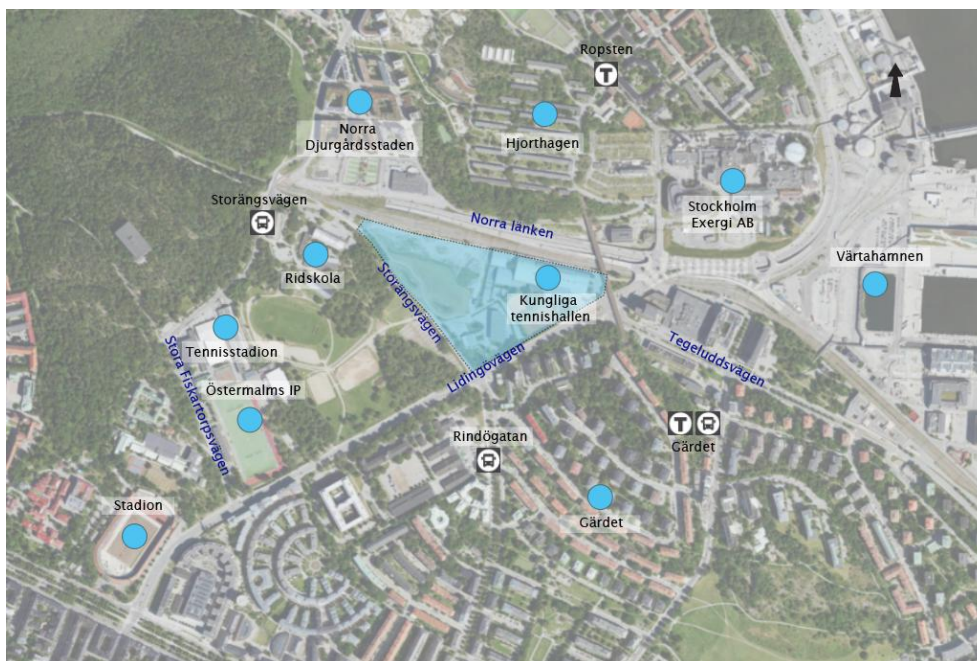 Ropsten
T
Norra
Djurgårdsstaden
Hjorthagen
Stockholm
Exergi AB
Storängsvägen
Norra länken
Värtahamnen
Ridskola
Storängsvägen
Kungliga
tennishallen
Tennisstadion
Stora Fiskartorpsvägen
Lidingövägen
Tegeluddsvägen
Östermalms IP
T
Gärdet
Rindögatan
Gärdet
Stadion